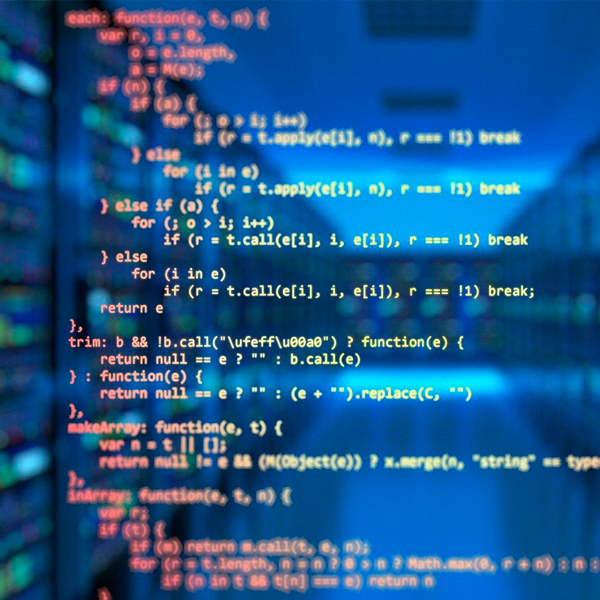 each: function(e, t, n) {
var r, i = 0,
o = e.length,
a = M(e);
if (n) {
if (a) {
for (; o > i; i++)
if (r = t.apply(e[i], n), r === !1) break
} else
for (i in e)
if (r = t.apply(e[i], n), r === !1) break
} else if (a) {
for (; o > i; i++)
if (r = t.call(e[i], i, e[i]), r === !1) break
} else
for (i in e)
if (r = t.call(e[i], i, e[i]), r === !1) break;
return e
},
trim: b && !b.call("\ufeff\u00a0") ? function(e) {
return null == e ? "" : b.call(e)
} : function(e) {
return null == e ? "" : (e + "").replace(C, "")
},
makeArray: function(e, t) {
var n = t || [];
return null != e && (M(Object(e)) ? x.merge(n, "string" == type
},
inArray: function(e, t, n) {
var r;
if (t) {
if (m) return m.call(t, e, n);
for (r = t.length, n = n ? 0 > n ? Math.max(0, r + n) : n :
if (n in t && t[n] === e) return n
}